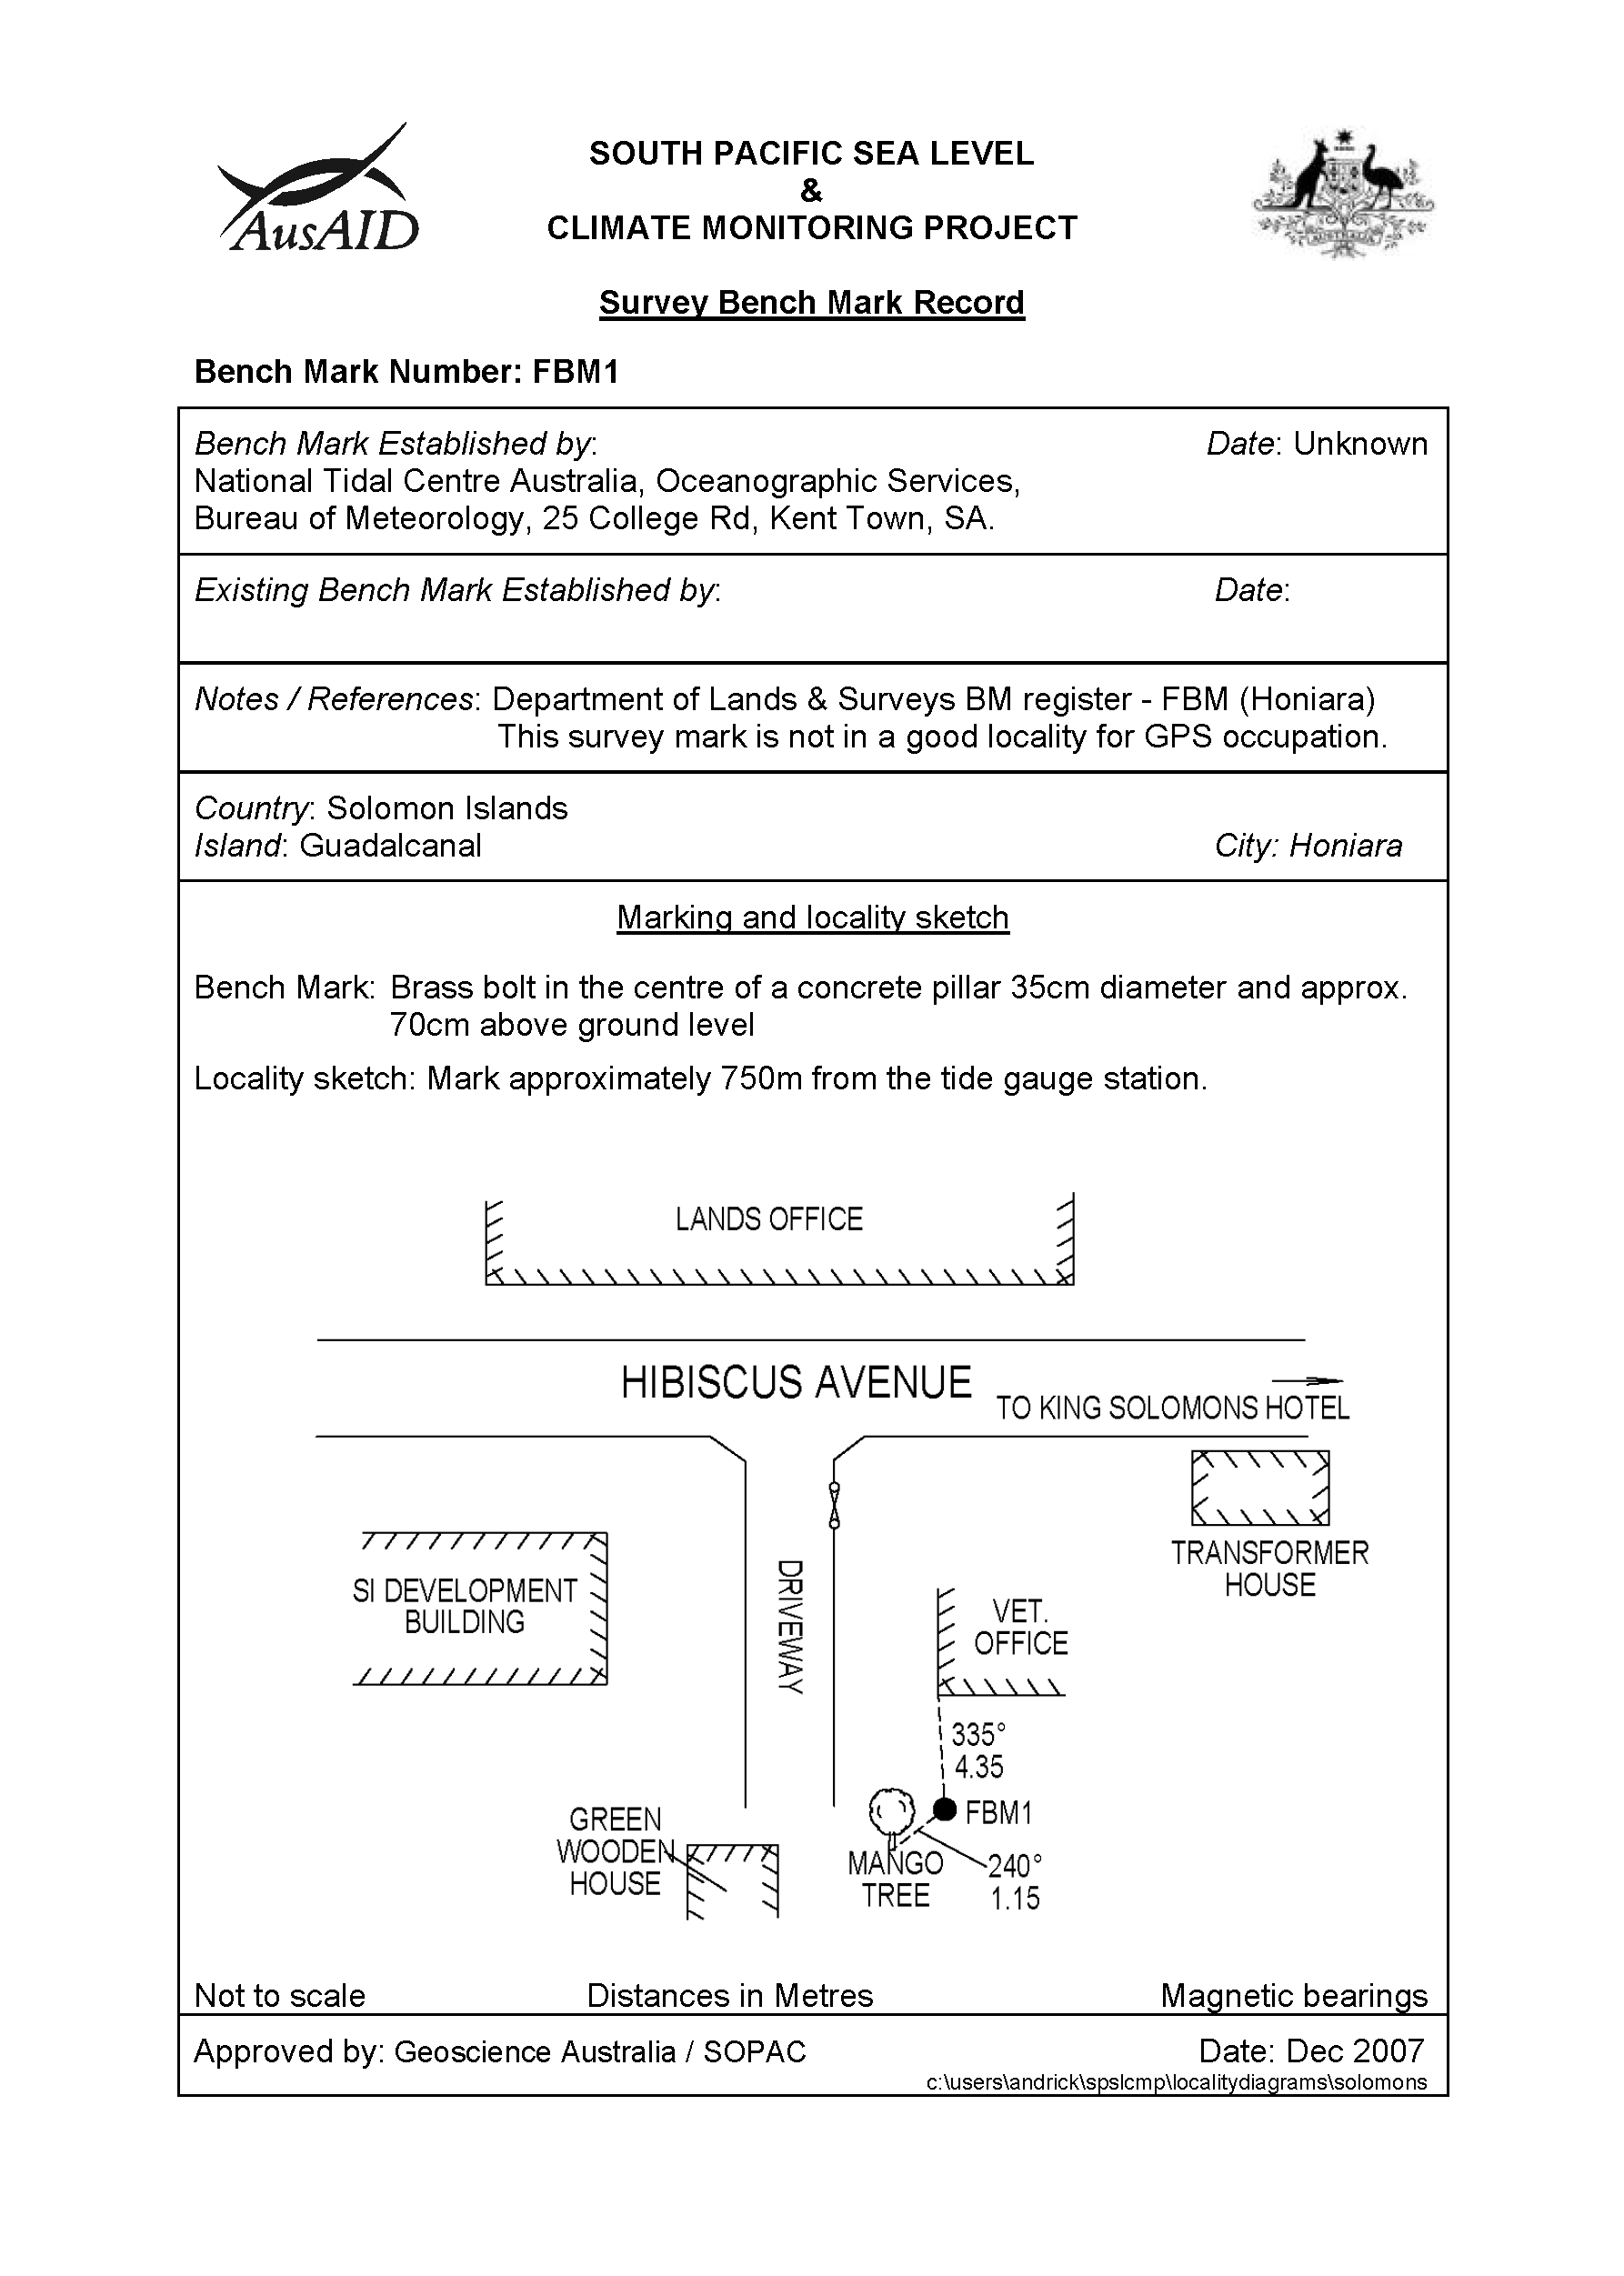 AusAID
SOUTH PACIFIC SEA LEVEL
&
CLIMATE MONITORING PROJECT
AUSTRALIA
Survey Bench Mark Record
Bench Mark Number: FBM1
Bench Mark Established by: Date: Unknown
National Tidal Centre Australia, Oceanographic Services,
Bureau of Meteorology, 25 College Rd, Kent Town, SA.
Existing Bench Mark Established by: Date:
Notes / References: Department of Lands & Surveys BM register - FBM (Honiara)
This survey mark is not in a good locality for GPS occupation.
Country: Solomon Islands
Island: Guadalcanal City: Honiara
Marking and locality sketch
Bench Mark: Brass bolt in the centre of a concrete pillar 35cm diameter and approx.
70cm above ground level
Locality sketch: Mark approximately 750m from the tide gauge station.
LANDS OFFICE
HIBISCUS AVENUE
TO KING SOLOMONS HOTEL
TRANSFORMER
HOUSE
SI DEVELOPMENT
BUILDING
DRIVEWAY
VET.
OFFICE
335°
4.35
FBM1
GREEN
WOODEN
HOUSE
MANGO
TREE
240°
1.15
Not to scale Distances in Metres Magnetic bearings
Approved by: Geoscience Australia / SOPAC Date: Dec 2007
c:\users\andrick\spslcmp\localitydiagrams\solomons